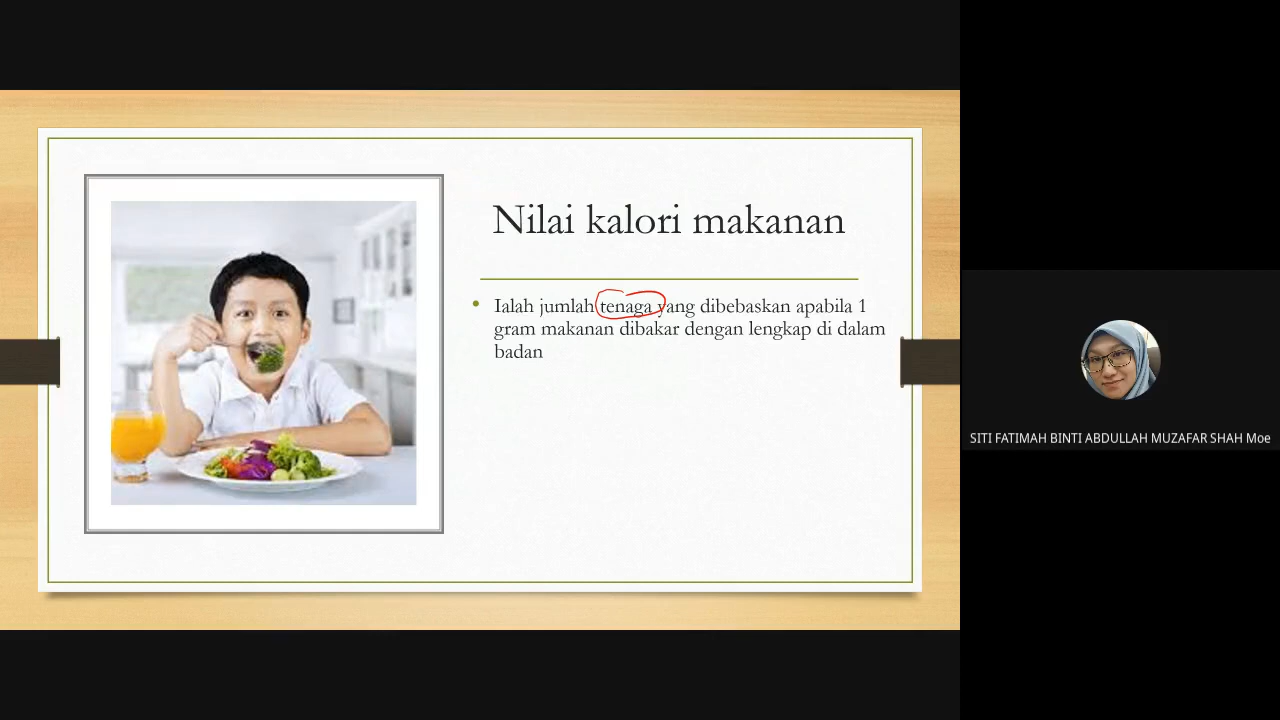 Nilai kalori makanan
Ialah jumlah tenaga yang dibebaskan apabila 1
gram makanan dibakar dengan lengkap di dalam
badan
SITI FATIMAH BINTI ABDULLAH MUZAFAR SHAH Moe